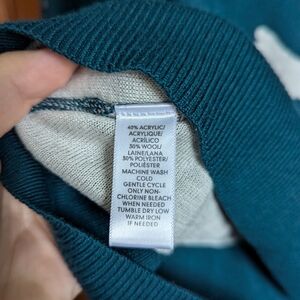 40% ACRYLIC/
ACRYLIQUE/
ACRÍLICO
30% WOOL/
LAINE/LANA
30% POLYESTER/
POLIÉSTER
MACHINE WASH
COLD
GENTLE CYCLE
ONLY NON-
CHLORINE BLEACH
WHEN NEEDED
TUMBLE DRY LOW
WARM IRON
IF NEEDED